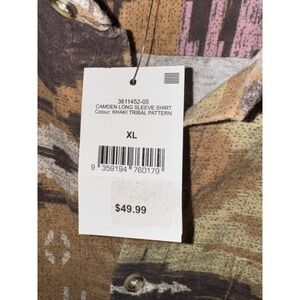 3611452-05
CAMDEN LONG SLEEVE SHIRT
Colour: KHAKI TRIBAL PATTERN
XL
9 359194 760179 >
$49.99